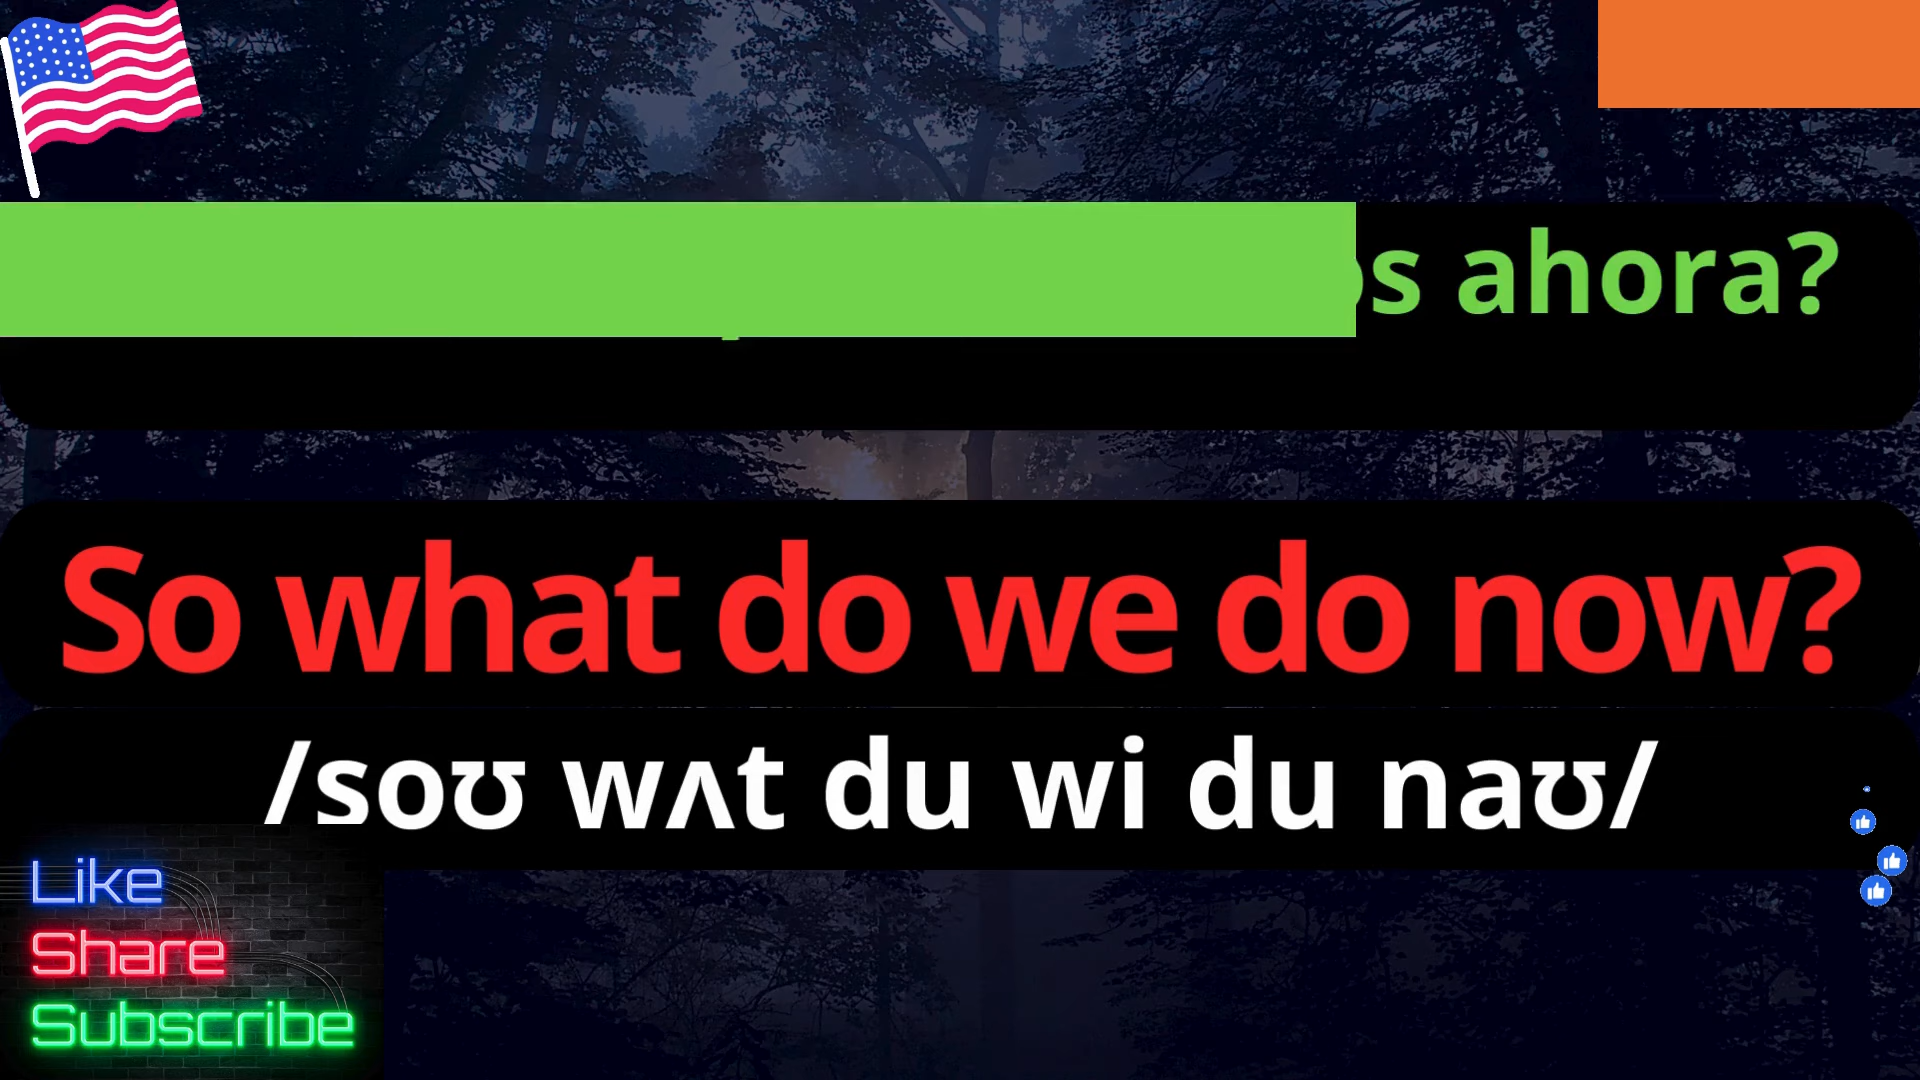 ahora?
So what do we do now?
/soʊ wʌt du wi du naʊ/
Like
Share
Subscribe